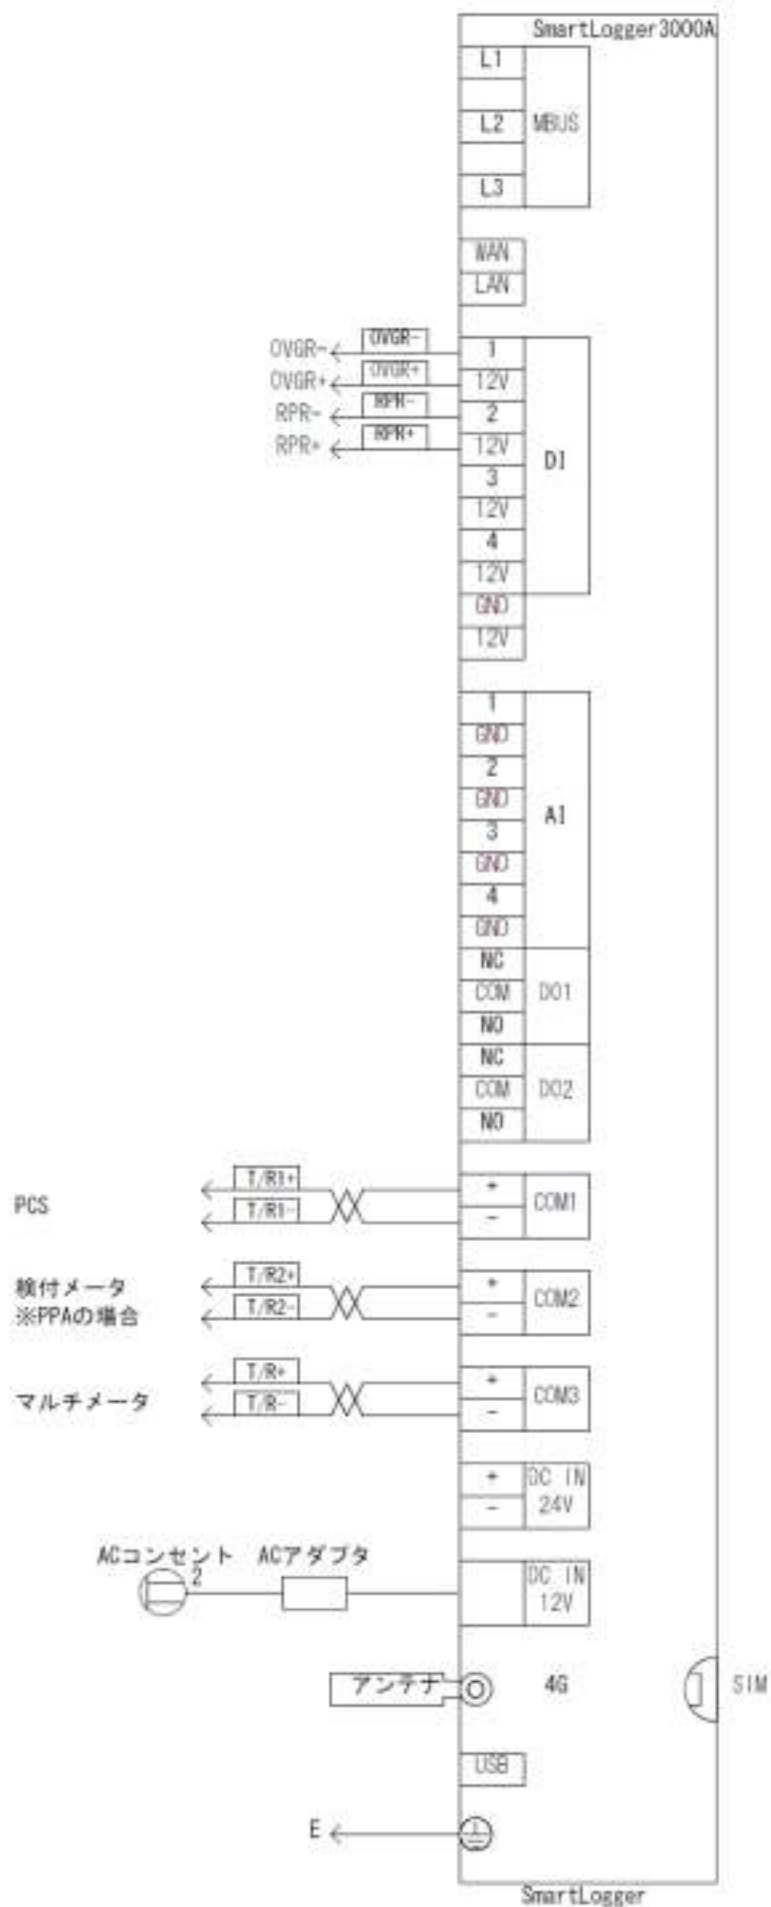 SmartLogger3000A
L1
L2
MBUS
L3
WAN
LAN
OVGR- OVGR- 1
OVGR+ OVGR+ 12V
RPR- RPR- 2
RPR+ RPR+ 12V
DI
3
12V
4
12V
GND
12V
1
GND
2
GND
AI
3
GND
4
GND
NC
COM DO1
NO
NC
COM DO2
NO
PCS
T/R1+ +
T/R1- -
COM1
検付メータ
※PPAの場合
T/R2+ +
T/R2- -
COM2
マルチメータ
T/R+ +
T/R- -
COM3
+ DC IN
- 24V
ACコンセント ACアダプタ
2
DC IN
12V
アンテナ 4G SIM
USB
E
SmartLogger